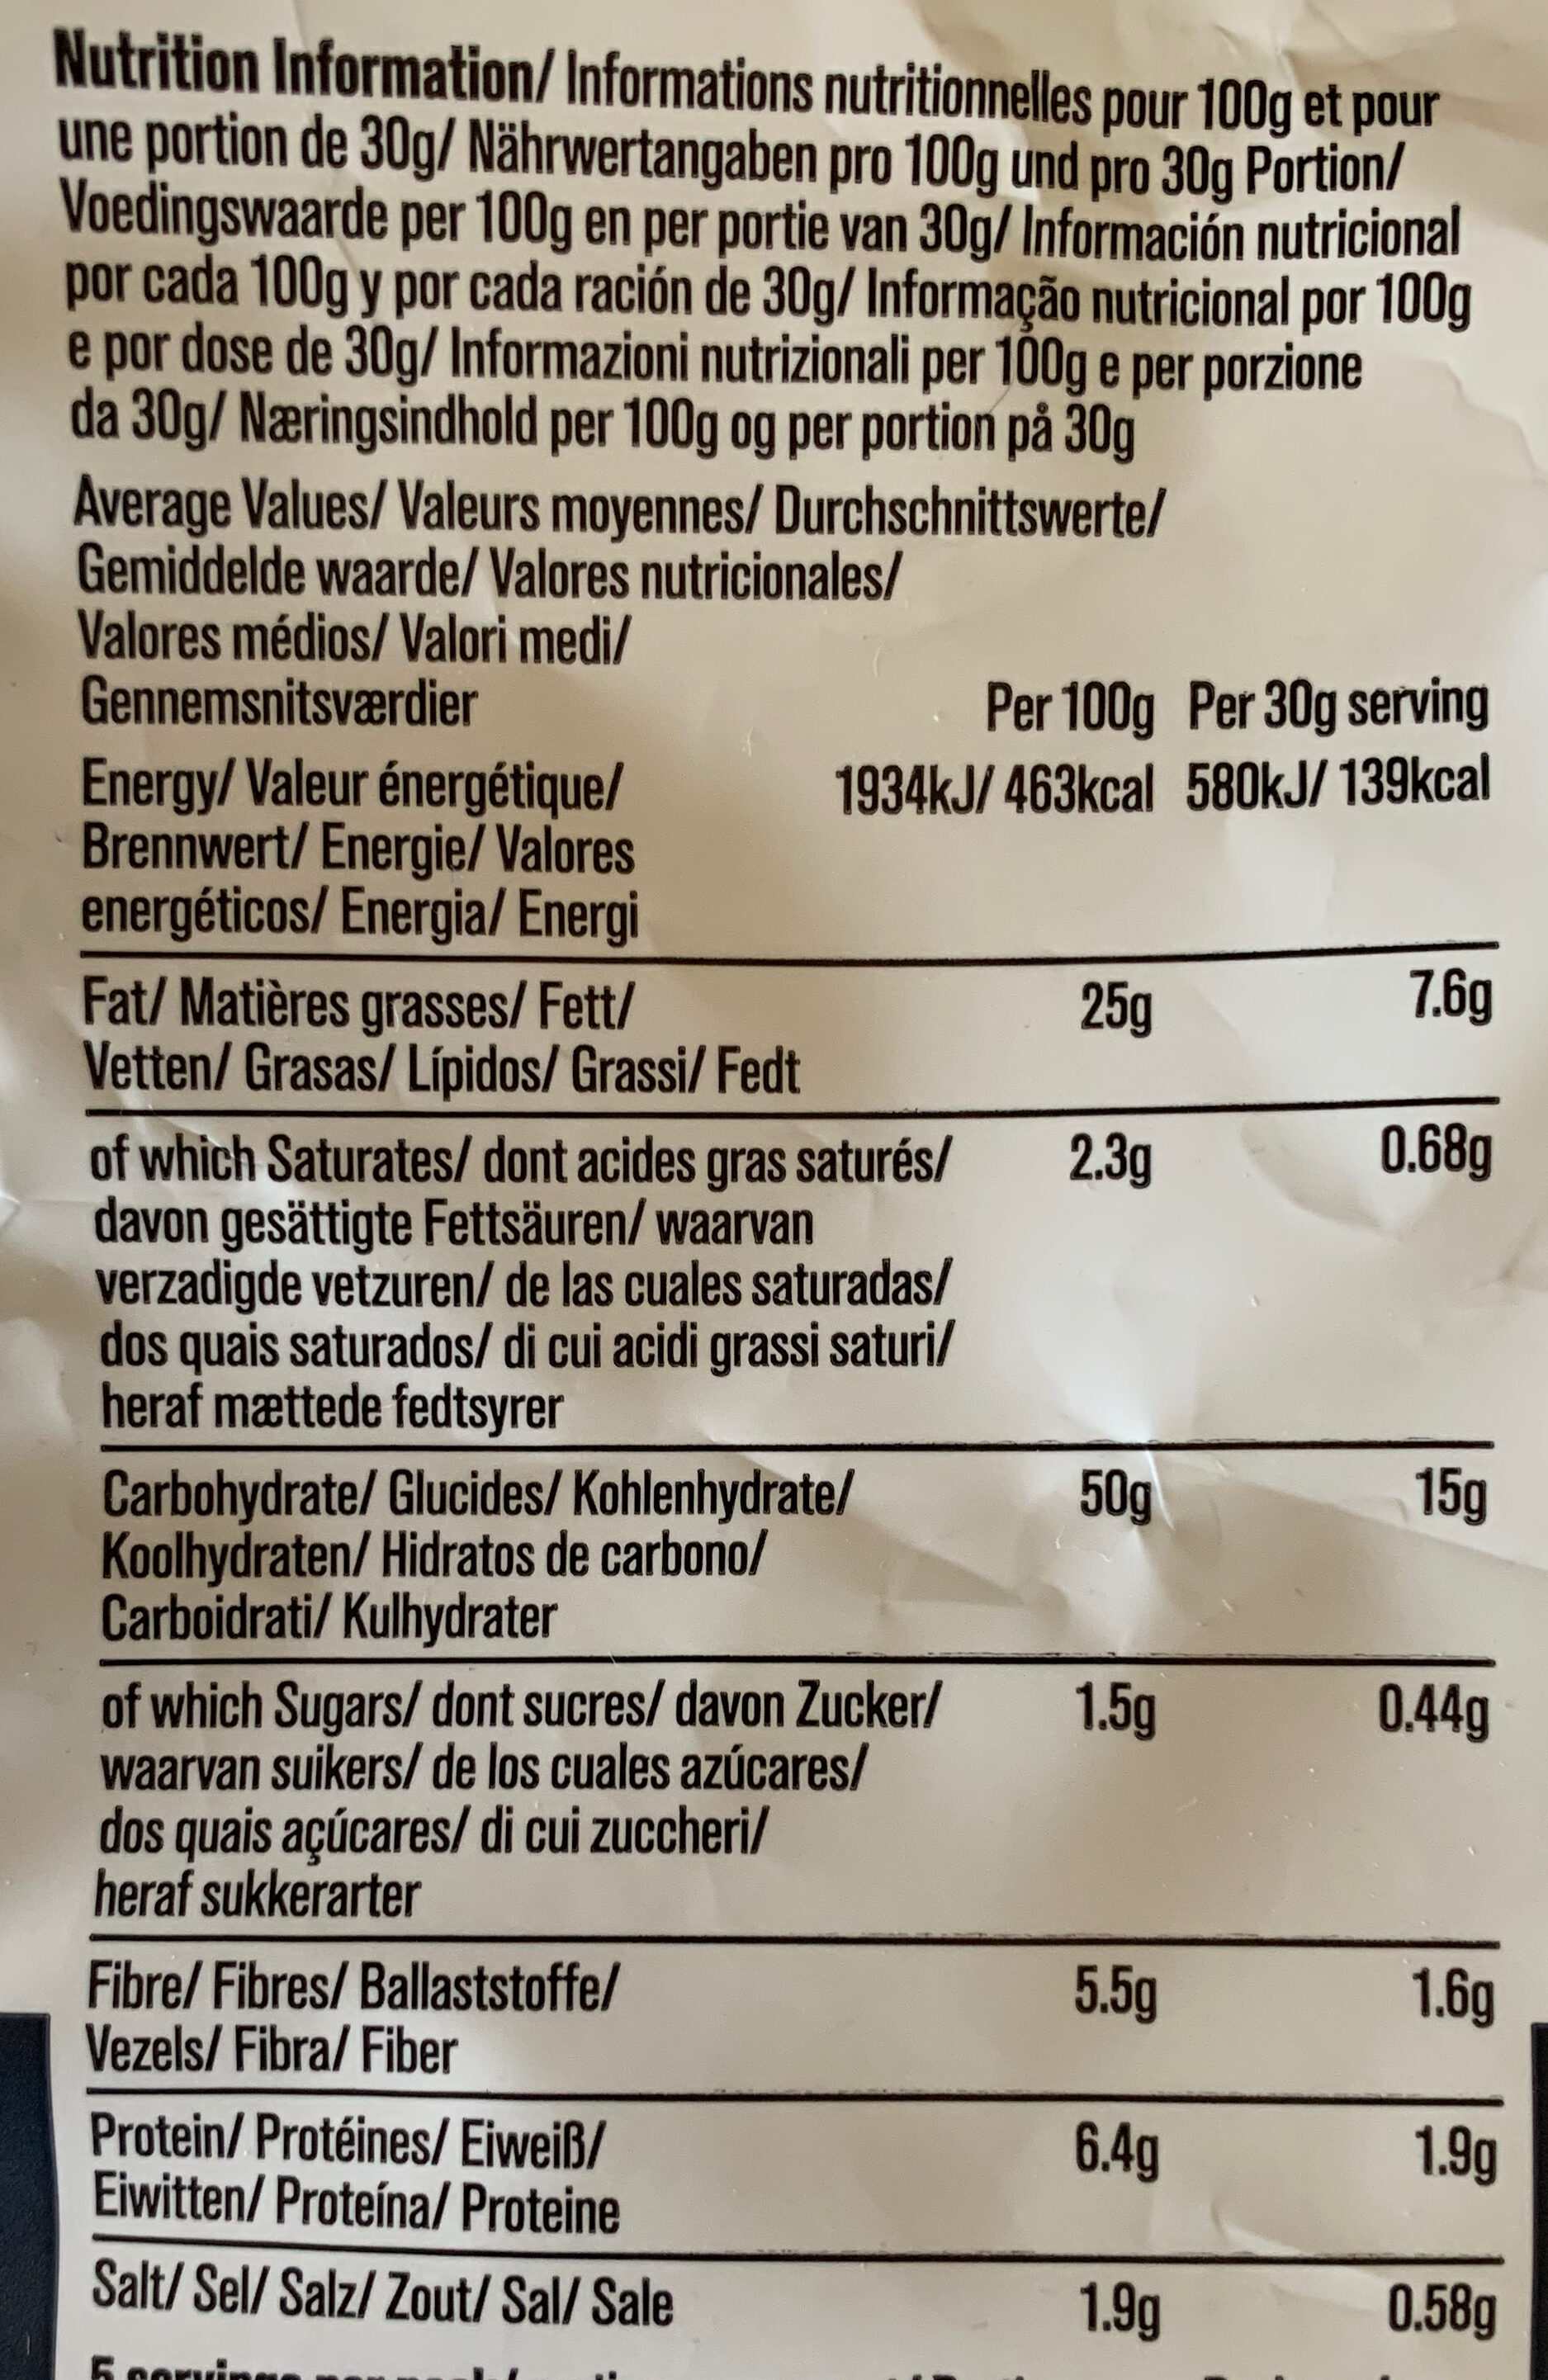 Nutrition Information/ Informations nutritionnelles pour 100g et pour
une portion de 30g/ Nährwertangaben pro 100g und pro 30g Portion/
Voedingswaarde per 100g en per portie van 30g/ Información nutricional
por cada 100g y por cada ración de 30g/ Informação nutricional por 100g
e por dose de 30g/ Informazioni nutrizionali per 100g e per porzione
da 30g/ Næringsindhold per 100g og per portion på 30g
Average Values/ Valeurs moyennes/ Durchschnittswerte/
Gemiddelde waarde/ Valores nutricionales/
Valores médios/ Valori medi/
Gennemsnitsværdier Per 100g Per 30g serving
Energy/ Valeur énergétique/ 1934kJ/ 463kcal 580kJ/ 139kcal
Brennwert/ Energie/ Valores
energéticos/ Energia/ Energi
Fat/ Matières grasses/ Fett/ 25g 7.6g
Vetten/ Grasas/ Lípidos/ Grassi/ Fedt
of which Saturates/ dont acides gras saturés/ 2.3g 0.68g
davon gesättigte Fettsäuren/ waarvan
verzadigde vetzuren/ de las cuales saturadas/
dos quais saturados/ di cui acidi grassi saturi/
heraf mættede fedtsyrer
Carbohydrate/ Glucides/ Kohlenhydrate/ 50g 15g
Koolhydraten/ Hidratos de carbono/
Carboidrati/ Kulhydrater
of which Sugars/ dont sucres/ davon Zucker/ 1.5g 0.44g
waarvan suikers/ de los cuales azúcares/
dos quais açúcares/ di cui zuccheri/
heraf sukkerarter
Fibre/ Fibres/ Ballaststoffe/ 5.5g 1.6g
Vezels/ Fibra/ Fiber
Protein/ Protéines/ Eiweiß/ 6.4g 1.9g
Eiwitten/ Proteína/ Proteine
Salt/ Sel/ Salz/ Zout/ Sal/ Sale 1.9g 0.58g
5 servings per pack/